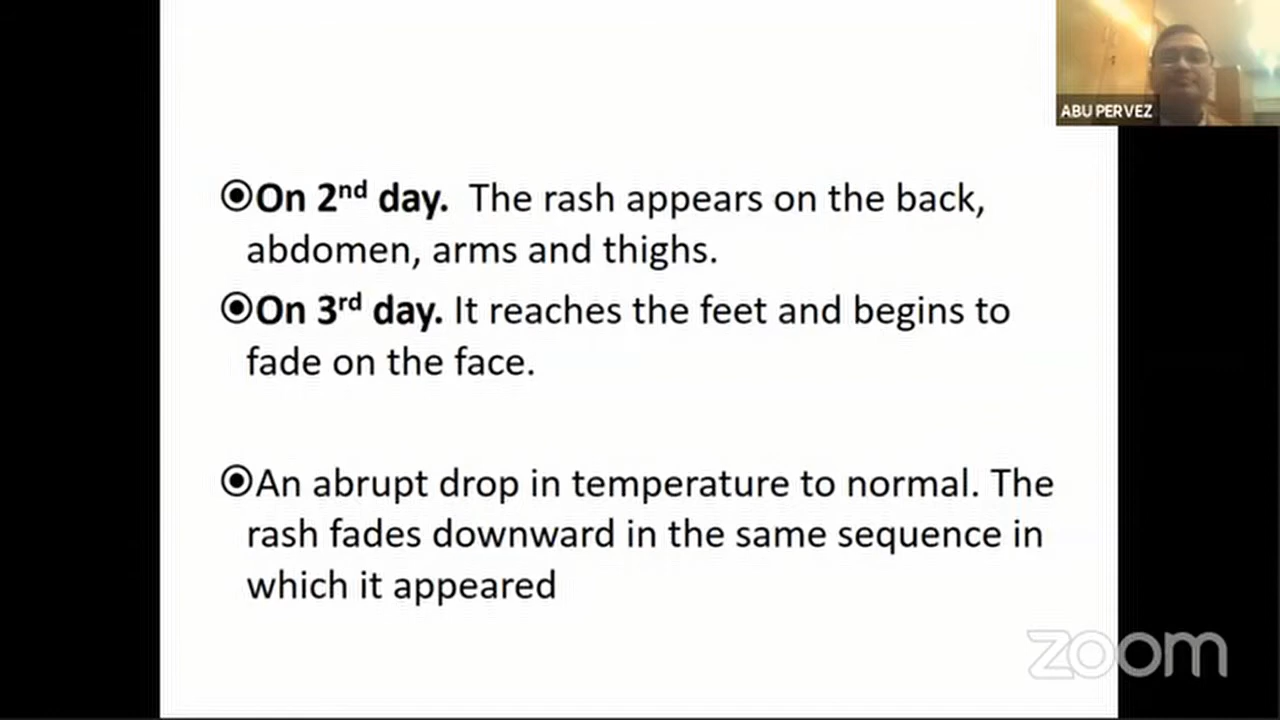 ABU PERVEZ
On 2nd day. The rash appears on the back,
abdomen, arms and thighs.
On 3rd day. It reaches the feet and begins to
fade on the face.
An abrupt drop in temperature to normal. The
rash fades downward in the same sequence in
which it appeared
zoom